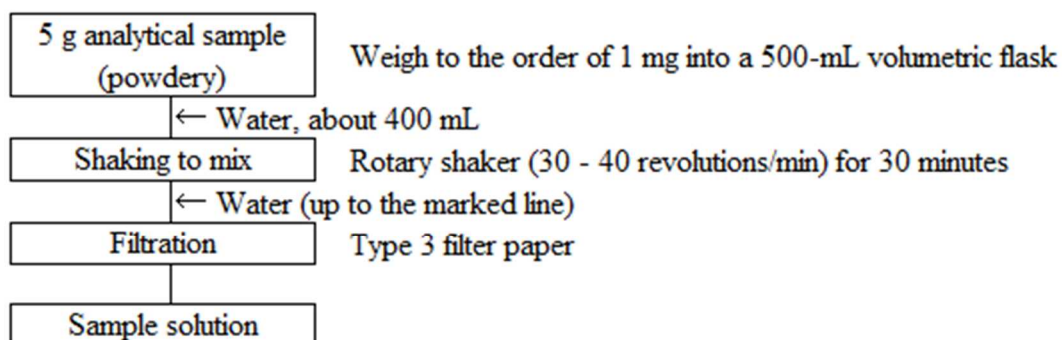 5 g analytical sample
(powdery)
Weigh to the order of 1 mg into a 500-mL volumetric flask
← Water, about 400 mL
Shaking to mix
Rotary shaker (30 - 40 revolutions/min) for 30 minutes
← Water (up to the marked line)
Filtration
Type 3 filter paper
Sample solution